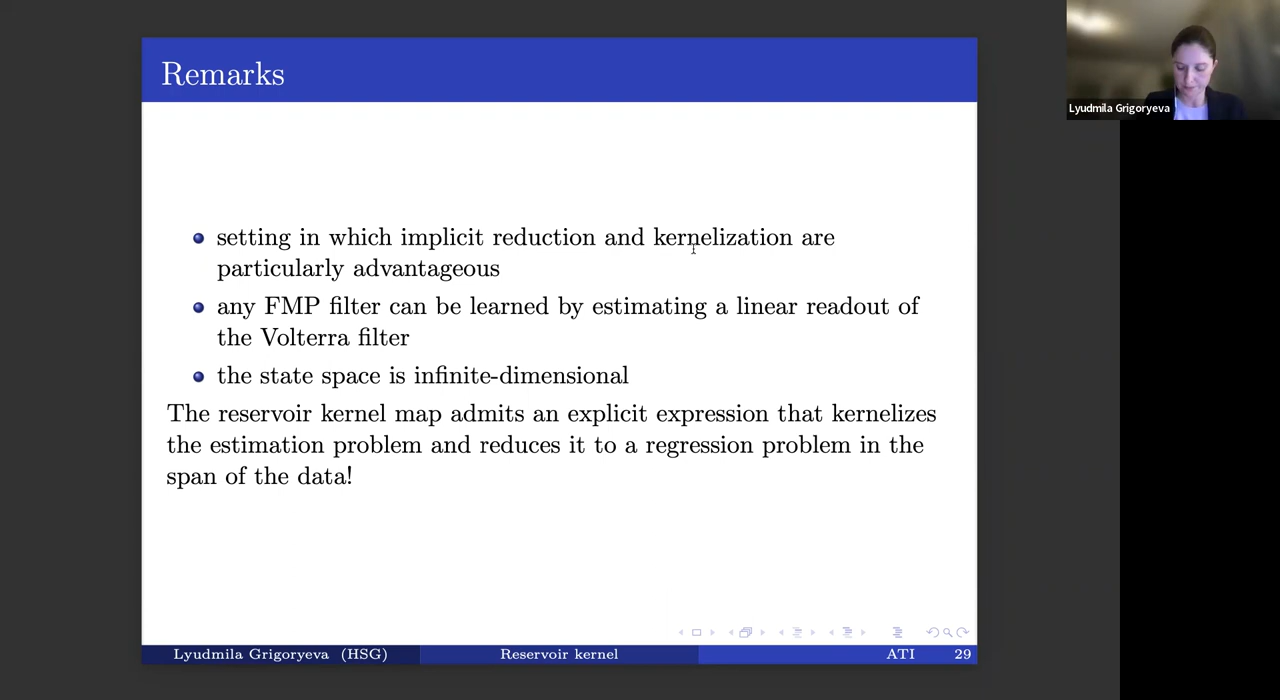 Remarks
Lyudmila Grigoryeva
setting in which implicit reduction and kernelization are
particularly advantageous
any FMP filter can be learned by estimating a linear readout of
the Volterra filter
the state space is infinite-dimensional
The reservoir kernel map admits an explicit expression that kernelizes
the estimation problem and reduces it to a regression problem in the
span of the data!
Lyudmila Grigoryeva (HSG) Reservoir kernel ATI 29